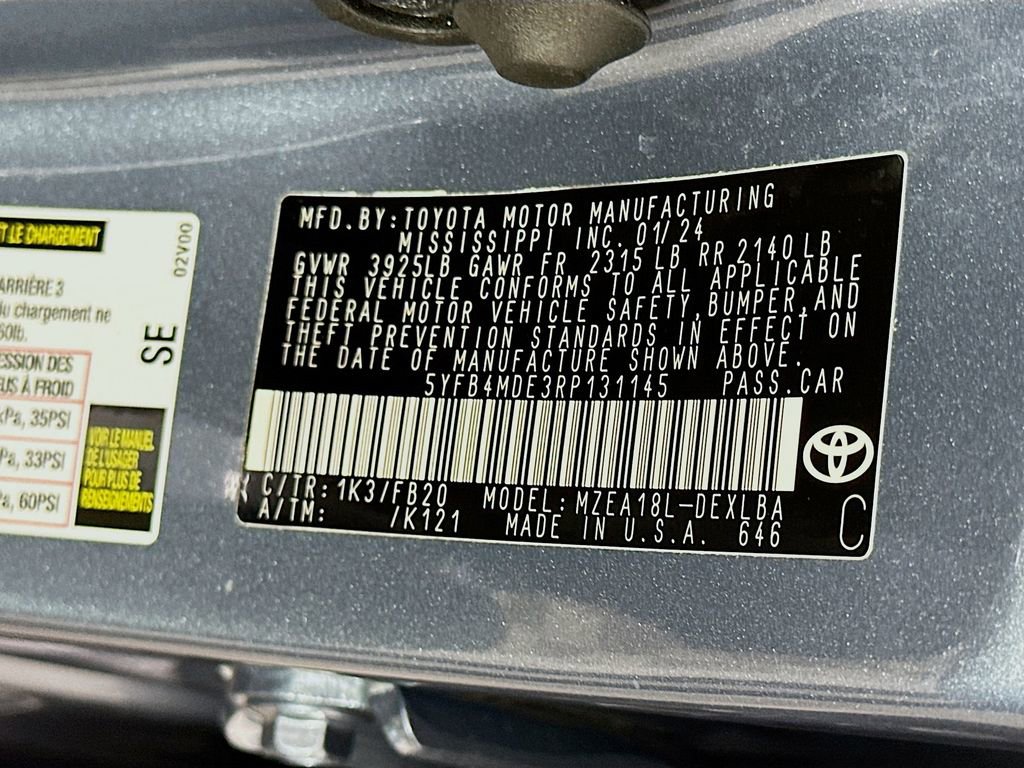 T LE CHARGEMENT
ARRIÈRE 3
du chargement ne
60lb.
ESSION DES
EUS À FROID
kPa, 35PSI
Pa, 33PSI
Pa, 60PSI
VOIR LE MANUEL
DE L'USAGER
POUR PLUS DE
RENSEIGNEMENTS
02V00
SE
MFD.BY:TOYOTA MOTOR MANUFACTURING
MISSISSIPPI INC. 01/24
GVWR 3925LB GAWR FR 2315 LB RR 2140 LB
THIS VEHICLE CONFORMS TO ALL APPLICABLE
FEDERAL MOTOR VEHICLE SAFETY,BUMPER,AND
THEFT PREVENTION STANDARDS IN EFFECT ON
THE DATE OF MANUFACTURE SHOWN ABOVE.
5YFB4MDE3RP131145 PASS.CAR
C/TR:1K3/FB20 MODEL:MZEA18L-DEXLBA
A/TM: /K121 MADE IN U.S.A. 646
C